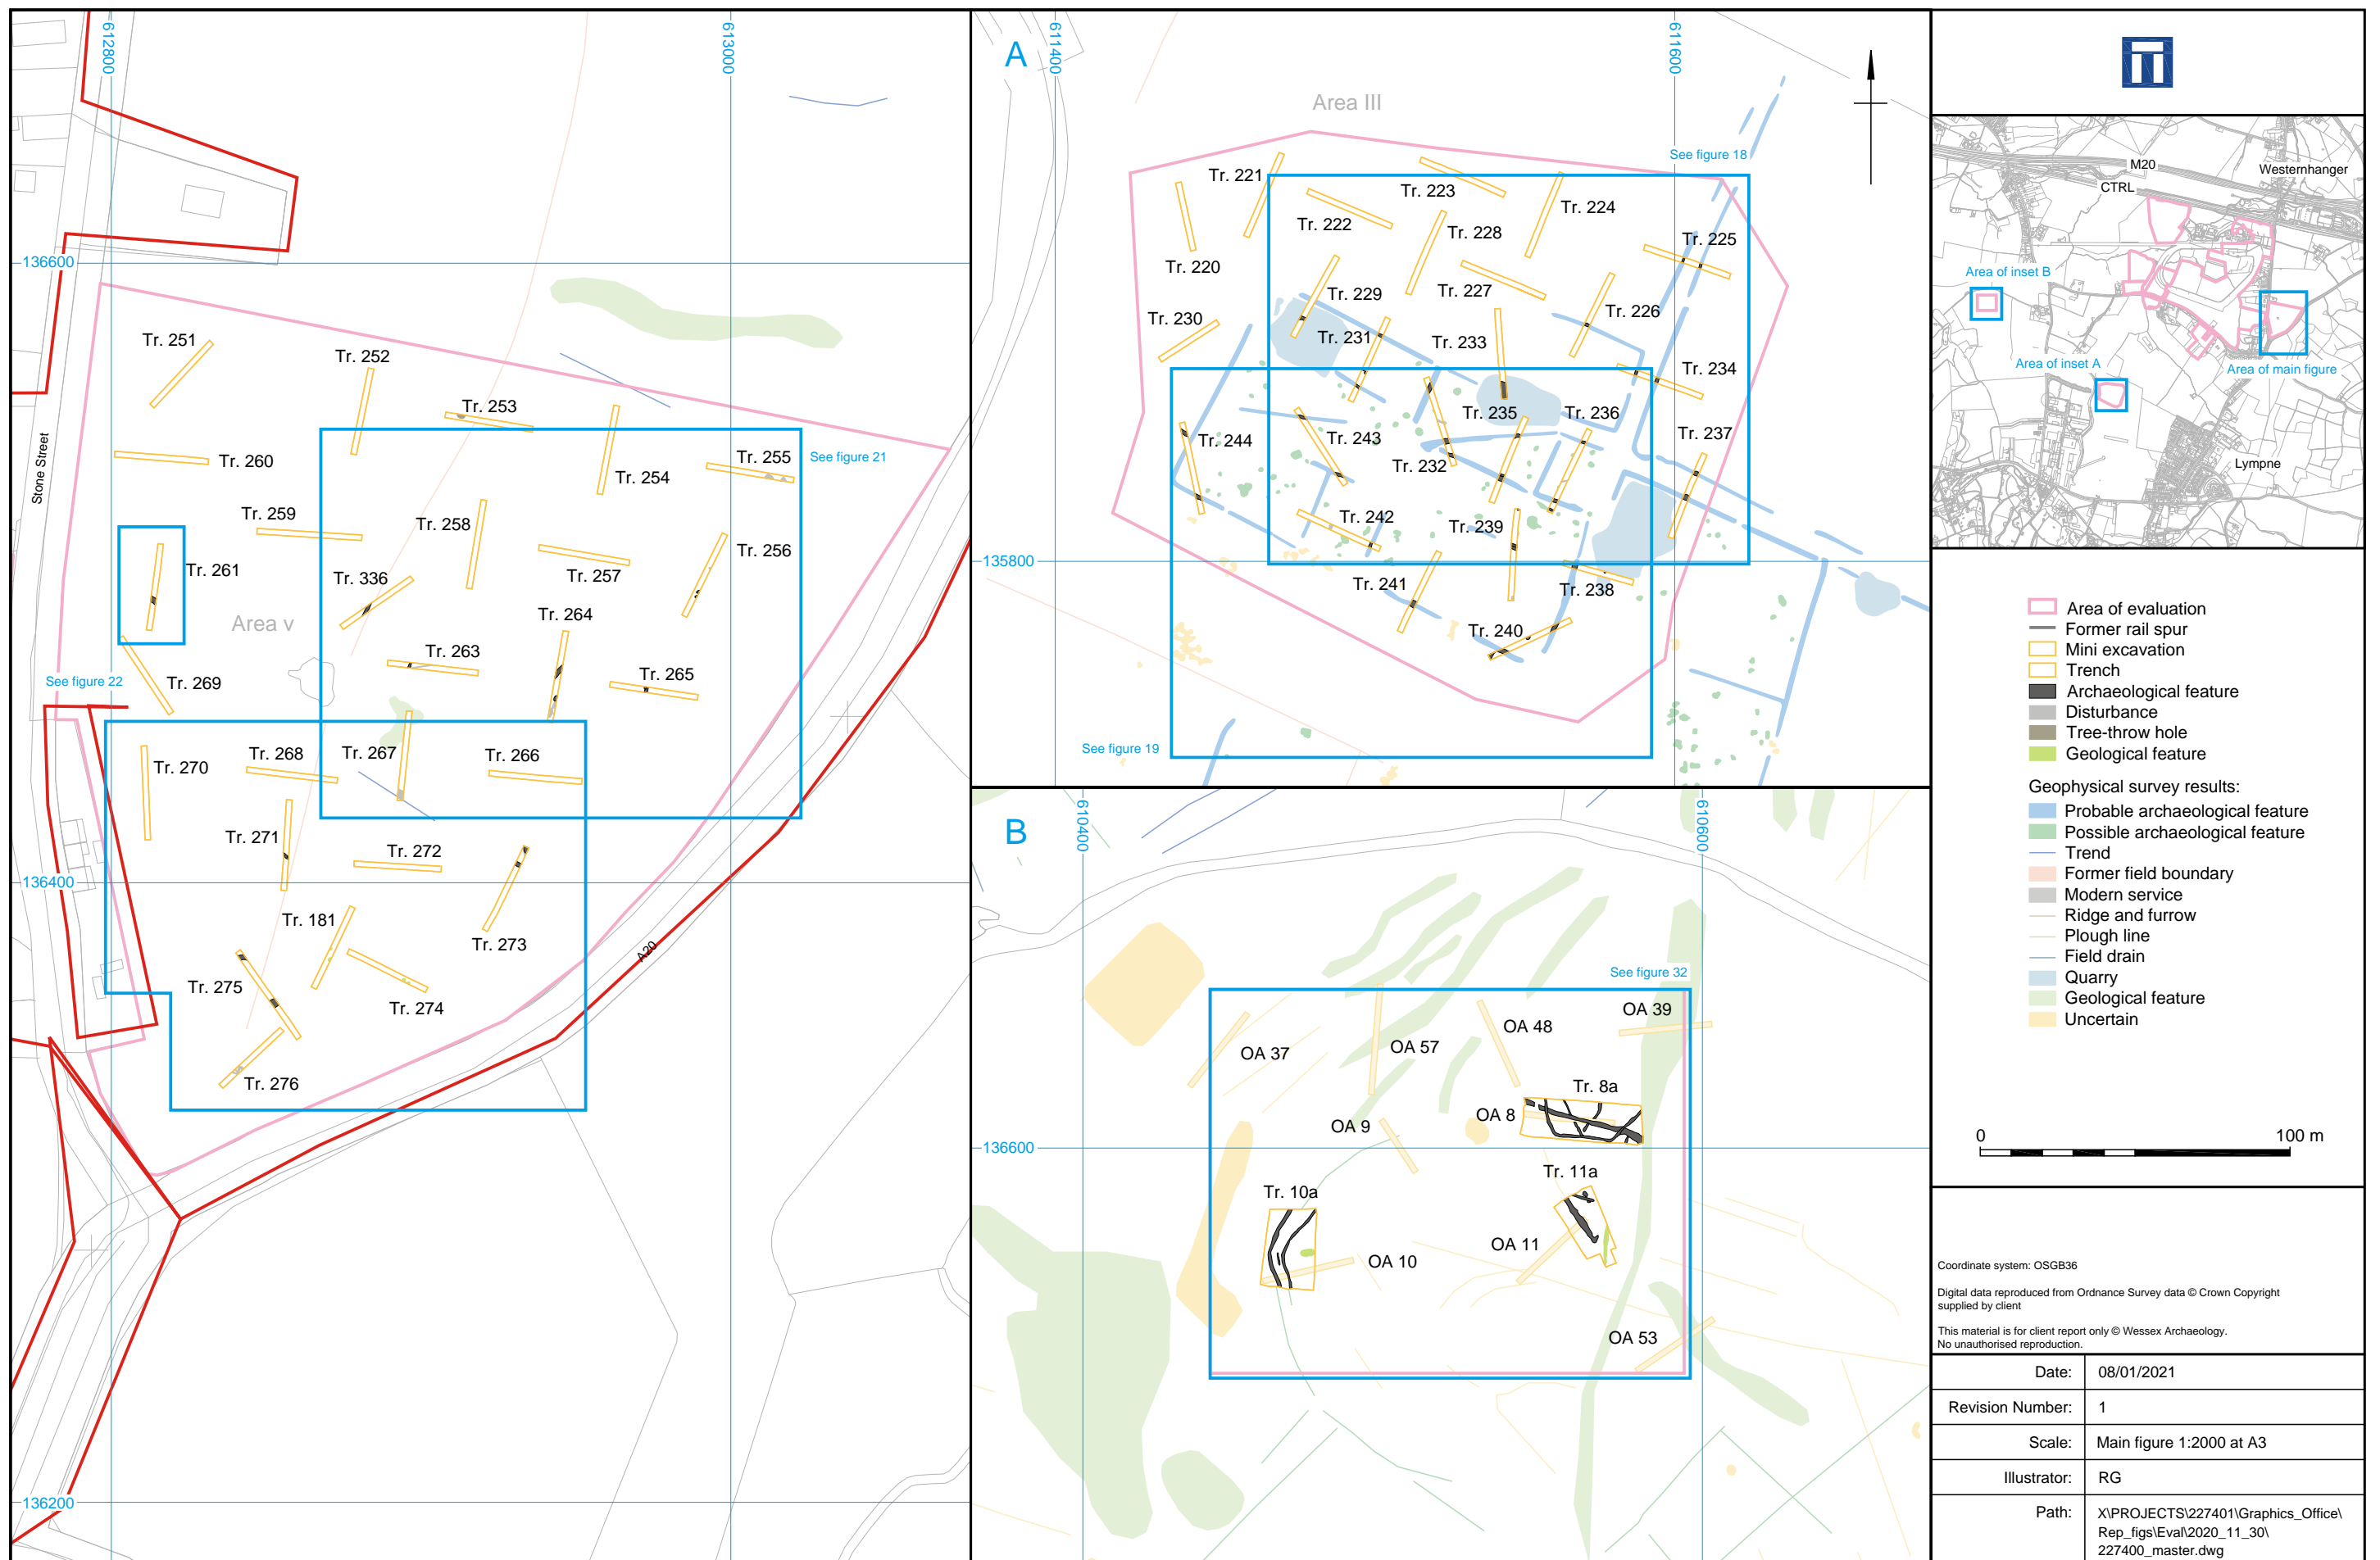 612800
613000
136600
136400
136200
Stone Street
A20
Area v
Tr. 251
Tr. 252
Tr. 253
Tr. 254
Tr. 255
See figure 21
Tr. 260
Tr. 259
Tr. 258
Tr. 256
Tr. 257
Tr. 261
Tr. 336
Tr. 264
Tr. 263
Tr. 265
See figure 22
Tr. 269
Tr. 270
Tr. 268
Tr. 267
Tr. 266
Tr. 271
Tr. 272
Tr. 181
Tr. 273
Tr. 275
Tr. 274
Tr. 276
A
611400
611600
135800
Area III
See figure 18
Tr. 221
Tr. 223
Tr. 222
Tr. 224
Tr. 228
Tr. 225
Tr. 220
Tr. 229
Tr. 227
Tr. 226
Tr. 230
Tr. 231
Tr. 233
Tr. 234
Tr. 235
Tr. 236
Tr. 237
Tr. 244
Tr. 243
Tr. 232
Tr. 242
Tr. 239
Tr. 241
Tr. 238
Tr. 240
See figure 19
B
610400
610600
136600
See figure 32
OA 39
OA 48
OA 57
OA 37
Tr. 8a
OA 8
OA 9
Tr. 11a
Tr. 10a
OA 11
OA 10
OA 53
M20
Westernhanger
CTRL
Area of inset B
Area of inset A
Area of main figure
Lympne
Area of evaluation
Former rail spur
Mini excavation
Trench
Archaeological feature
Disturbance
Tree-throw hole
Geological feature
Geophysical survey results:
Probable archaeological feature
Possible archaeological feature
Trend
Former field boundary
Modern service
Ridge and furrow
Plough line
Field drain
Quarry
Geological feature
Uncertain
0 100 m
Coordinate system: OSGB36
Digital data reproduced from Ordnance Survey data © Crown Copyright
supplied by client
This material is for client report only © Wessex Archaeology.
No unauthorised reproduction.
Date: 08/01/2021
Revision Number: 1
Scale: Main figure 1:2000 at A3
Illustrator: RG
Path: X\PROJECTS\227401\Graphics_Office\
Rep_figs\Eval\2020_11_30\
227400_master.dwg